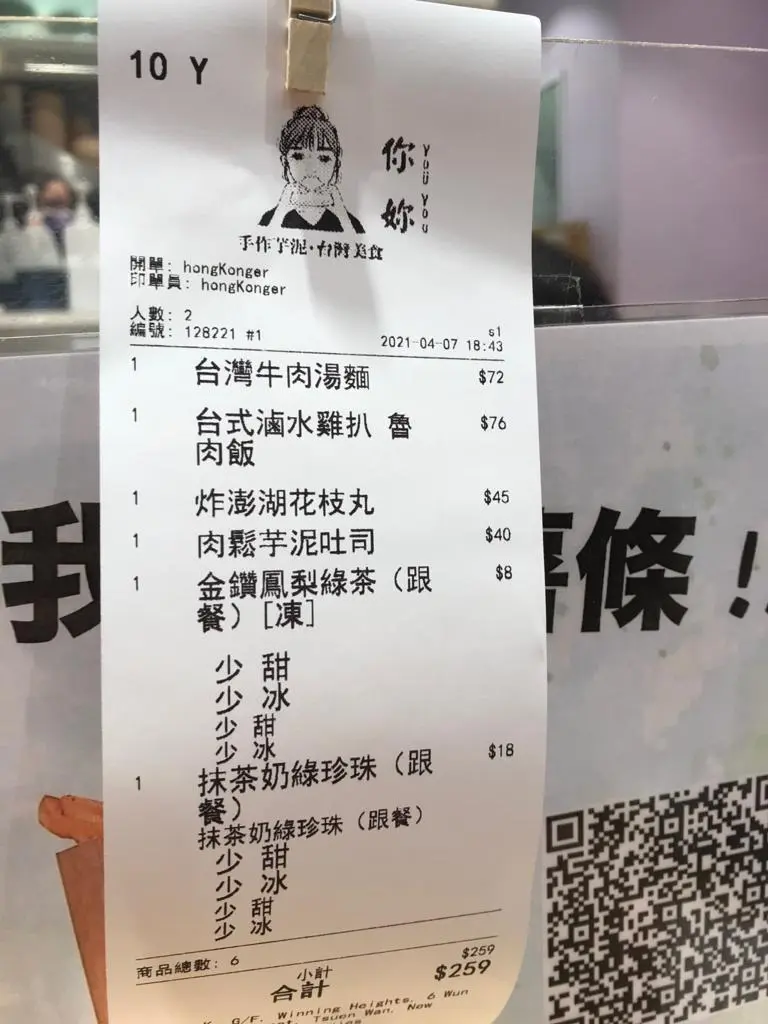 10 Y
你妳
YoU YoU
手作芋泥·台灣美食
開單: hongKonger
印單員: hongKonger
人數: 2
編號: 128221 #1
s1
2021-04-07 18:43
1 台灣牛肉湯麵 $72
1 台式滷水雞扒 魯 $76
肉飯
1 炸澎湖花枝丸 $45
1 肉鬆芋泥吐司 $40
1 金鑽鳳梨綠茶（跟 $8
餐）[凍]
少 甜
少 冰
少 甜
少 冰
1 抹茶奶綠珍珠（跟 $18
餐）
抹茶奶綠珍珠（跟餐）
少 甜
少 冰
少 甜
少 冰
商品總數: 6
小計 $259
合計 $259
G/F. Winning Heights. 6 Wun
Tsuen Wan. New
我
條！